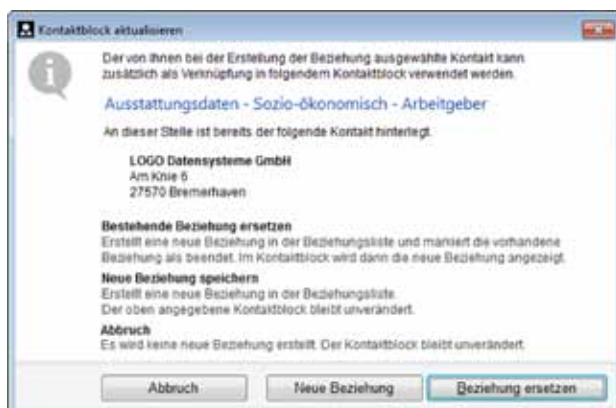 Kontaktblock aktualisieren
Der von Ihnen bei der Erstellung der Beziehung ausgewählte Kontakt kann
zusätzlich als Verknüpfung in folgendem Kontaktblock verwendet werden.
Ausstattungsdaten - Sozio-ökonomisch - Arbeitgeber
An dieser Stelle ist bereits der folgende Kontakt hinterlegt.
LOGO Datensysteme GmbH
Am Knie 6
27570 Bremerhaven
Bestehende Beziehung ersetzen
Erstellt eine neue Beziehung in der Beziehungsliste und markiert die vorhandene
Beziehung als beendet. Im Kontaktblock wird dann die neue Beziehung angezeigt.
Neue Beziehung speichern
Erstellt eine neue Beziehung in der Beziehungsliste.
Der oben angegebene Kontaktblock bleibt unverändert.
Abbruch
Es wird keine neue Beziehung erstellt. Der Kontaktblock bleibt unverändert.
Abbruch
Neue Beziehung
Beziehung ersetzen